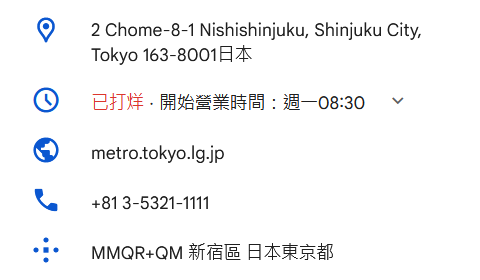 2 Chome-8-1 Nishishinjuku, Shinjuku City,
Tokyo 163-8001日本
已打烊 · 開始營業時間：週一08:30
metro.tokyo.lg.jp
+81 3-5321-1111
MMQR+QM 新宿區 日本東京都